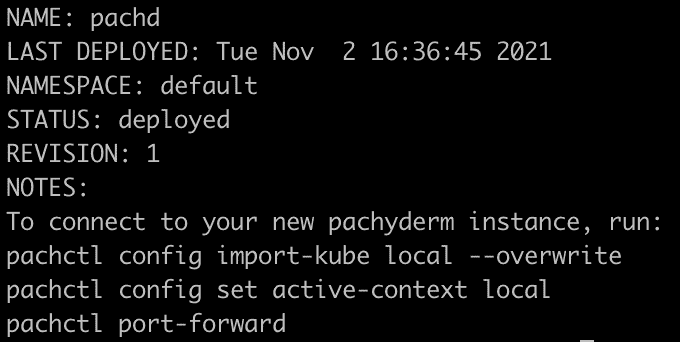 NAME: pachd
LAST DEPLOYED: Tue Nov  2 16:36:45 2021
NAMESPACE: default
STATUS: deployed
REVISION: 1
NOTES:
To connect to your new pachyderm instance, run:
pachctl config import-kube local --overwrite
pachctl config set active-context local
pachctl port-forward